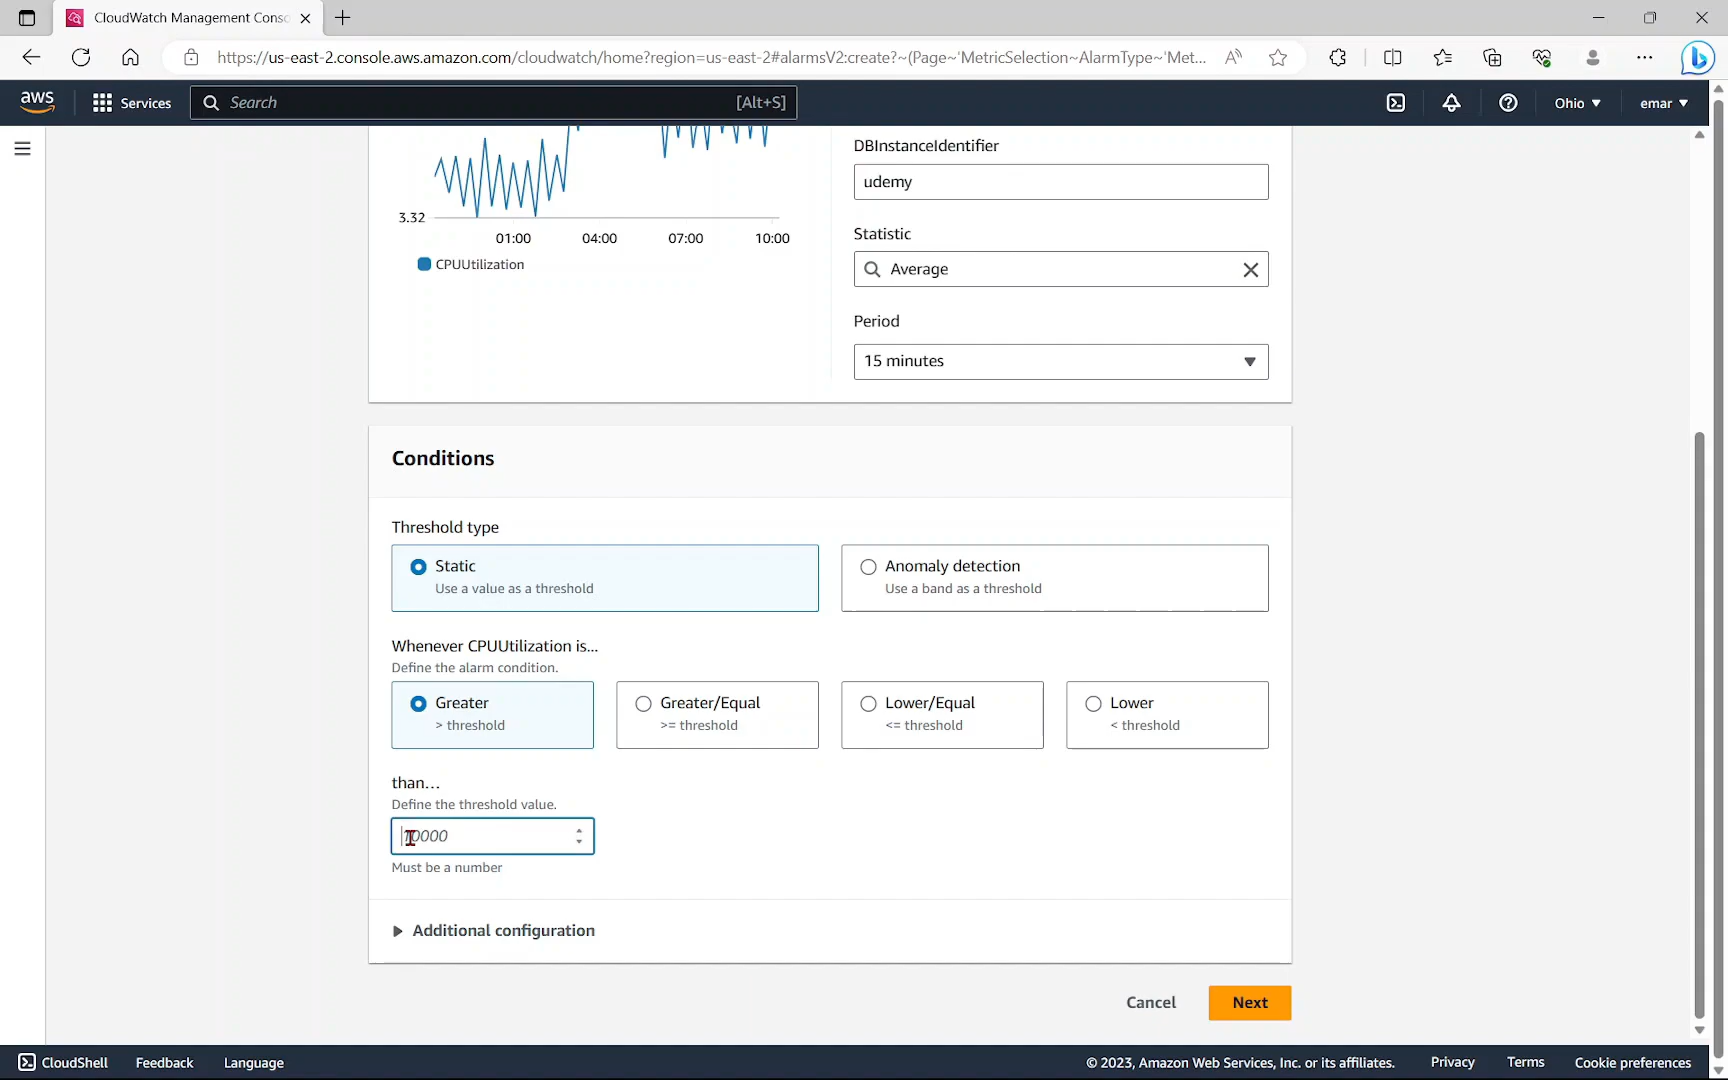 CloudWatch Management Conso
https://us-east-2.console.aws.amazon.com/cloudwatch/home?region=us-east-2#alarmsV2:create?~(Page~'MetricSelection~AlarmType~'Met...
aws
Services
Search
[Alt+S]
Ohio
emar
DBInstanceIdentifier
udemy
3.32
01:00
04:00
07:00
10:00
CPUUtilization
Statistic
Average
Period
15 minutes
Conditions
Threshold type
Static
Use a value as a threshold
Anomaly detection
Use a band as a threshold
Whenever CPUUtilization is...
Define the alarm condition.
Greater
> threshold
Greater/Equal
>= threshold
Lower/Equal
<= threshold
Lower
< threshold
than...
Define the threshold value.
10000
Must be a number
Additional configuration
Cancel
Next
CloudShell
Feedback
Language
© 2023, Amazon Web Services, Inc. or its affiliates.
Privacy
Terms
Cookie preferences